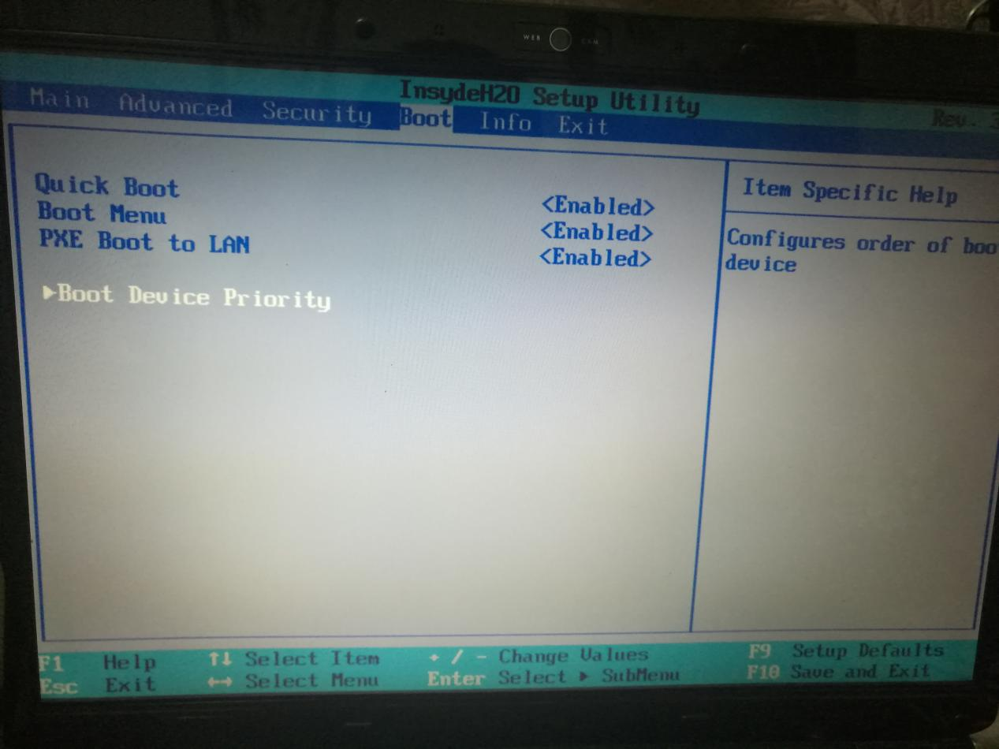 WEB CAM
InsydeH20 Setup Utility
Main Advanced Security Boot Info Exit
Rev.
Quick Boot <Enabled>
Boot Menu <Enabled>
PXE Boot to LAN <Enabled>
▶Boot Device Priority
Item Specific Help
Configures order of boo
device
F1 Help ↑↓ Select Item + / - Change Values F9 Setup Defaults
Esc Exit ↔ Select Menu Enter Select ▶ SubMenu F10 Save and Exit